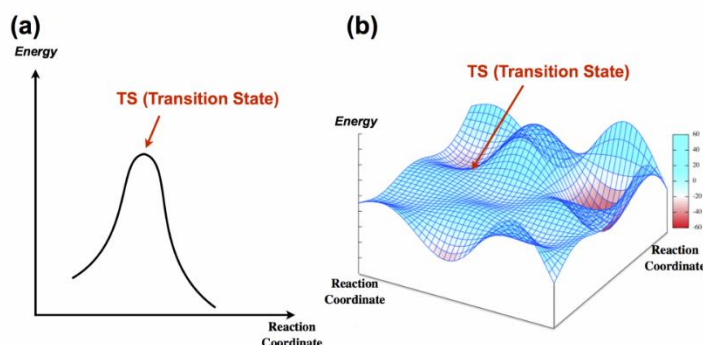 (a)
Energy
TS (Transition State)
Reaction
Coordinate
(b)
TS (Transition State)
Energy
60
40
20
0
-20
-40
-60
Reaction
Coordinate
Reaction
Coordinate